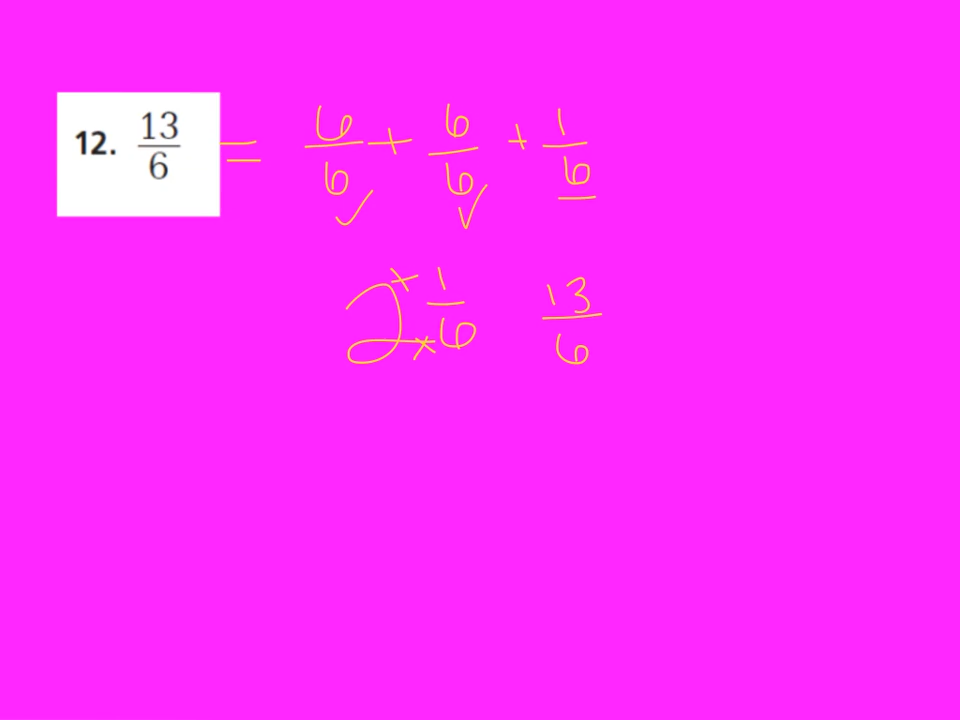 12. 13/6 = 6/6 + 6/6 + 1/6
2 + × 1/6 13/6